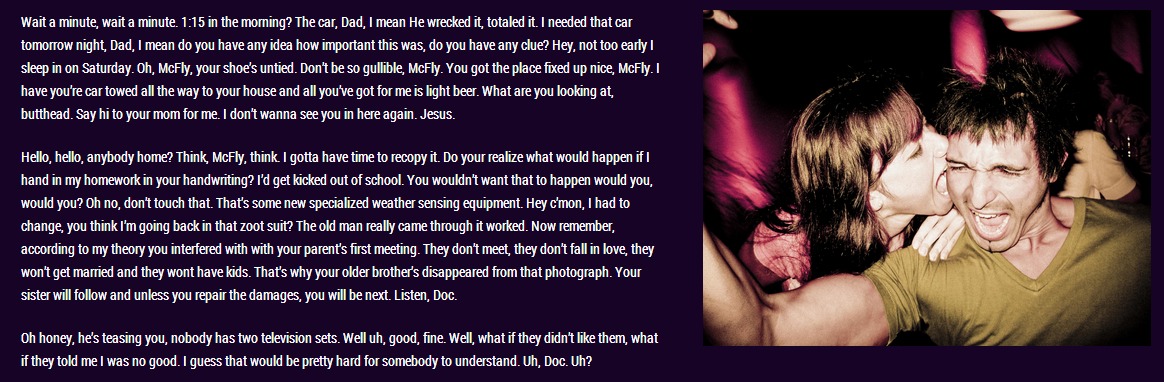 Wait a minute, wait a minute. 1:15 in the morning? The car, Dad, I mean He wrecked it, totaled it. I needed that car
tomorrow night, Dad, I mean do you have any idea how important this was, do you have any clue? Hey, not too early I
sleep in on Saturday. Oh, McFly, your shoe's untied. Don't be so gullible, McFly. You got the place fixed up nice, McFly. I
have you're car towed all the way to your house and all you've got for me is light beer. What are you looking at,
butthead. Say hi to your mom for me. I don't wanna see you in here again. Jesus.
Hello, hello, anybody home? Think, McFly, think. I gotta have time to recopy it. Do your realize what would happen if I
hand in my homework in your handwriting? I'd get kicked out of school. You wouldn't want that to happen would you,
would you? Oh no, don't touch that. That's some new specialized weather sensing equipment. Hey c'mon, I had to
change, you think I'm going back in that zoot suit? The old man really came through it worked. Now remember,
according to my theory you interfered with with your parent's first meeting. They don't meet, they don't fall in love, they
won't get married and they wont have kids. That's why your older brother's disappeared from that photograph. Your
sister will follow and unless you repair the damages, you will be next. Listen, Doc.
Oh honey, he's teasing you, nobody has two television sets. Well uh, good, fine. Well, what if they didn't like them, what
if they told me I was no good. I guess that would be pretty hard for somebody to understand. Uh, Doc. Uh?